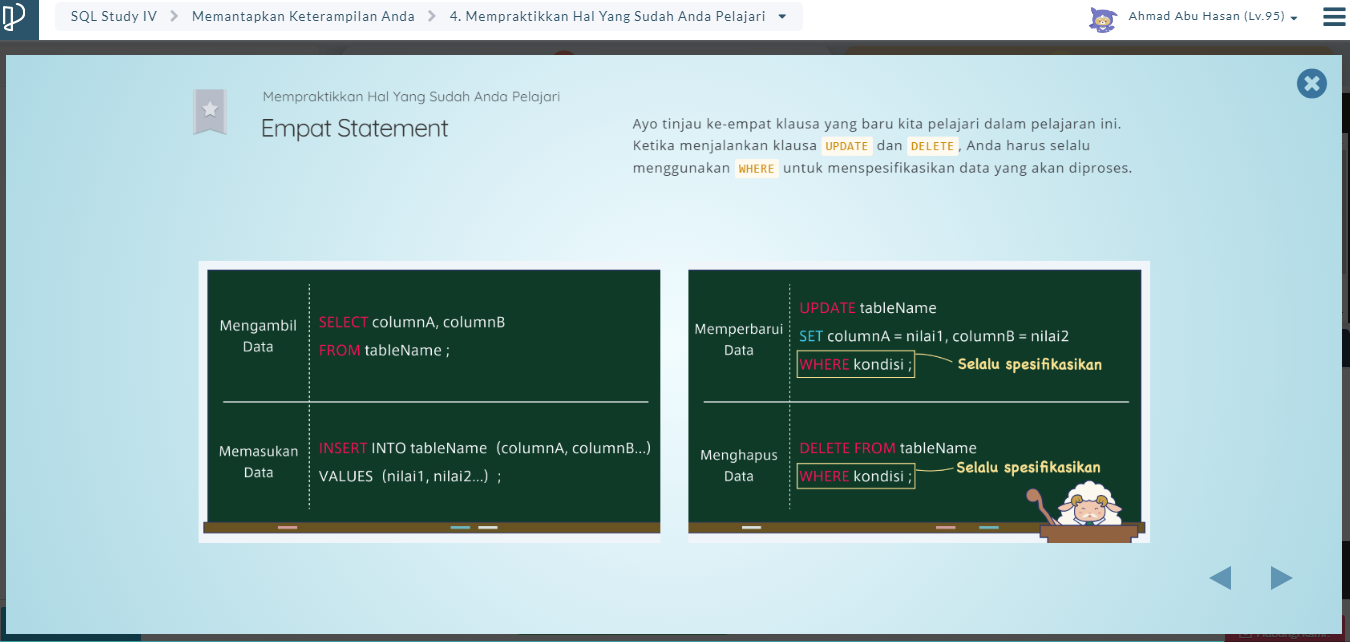 SQL Study IV > Memantapkan Keterampilan Anda > 4. Mempraktikkan Hal Yang Sudah Anda Pelajari
Ahmad Abu Hasan (Lv.95)
Mempraktikkan Hal Yang Sudah Anda Pelajari
Empat Statement
Ayo tinjau ke-empat klausa yang baru kita pelajari dalam pelajaran ini.
Ketika menjalankan klausa UPDATE dan DELETE, Anda harus selalu
menggunakan WHERE untuk menspesifikasikan data yang akan diproses.
Mengambil
Data
SELECT columnA, columnB
FROM tableName ;
Memasukan
Data
INSERT INTO tableName (columnA, columnB...)
VALUES (nilai1, nilai2...) ;
Memperbarui
Data
UPDATE tableName
SET columnA = nilai1, columnB = nilai2
WHERE kondisi ;
Selalu spesifikasikan
Menghapus
Data
DELETE FROM tableName
WHERE kondisi ;
Selalu spesifikasikan